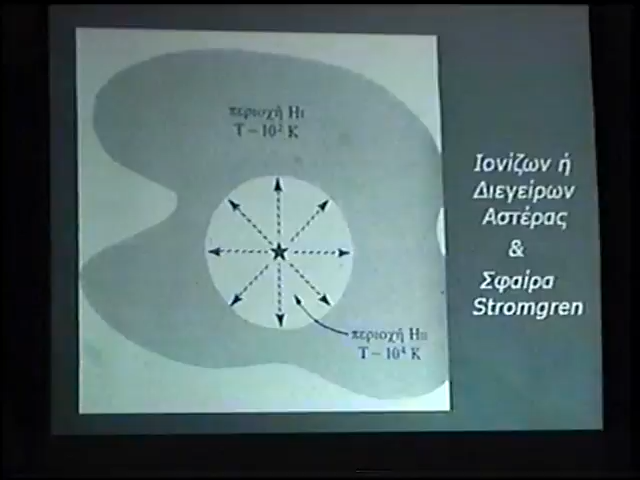 περιοχή HI
T ~ 10² K
περιοχή HII
T ~ 10⁴ K
Ιονίζων ή
Διεγείρων
Αστέρας
&
Σφαίρα
Stromgren